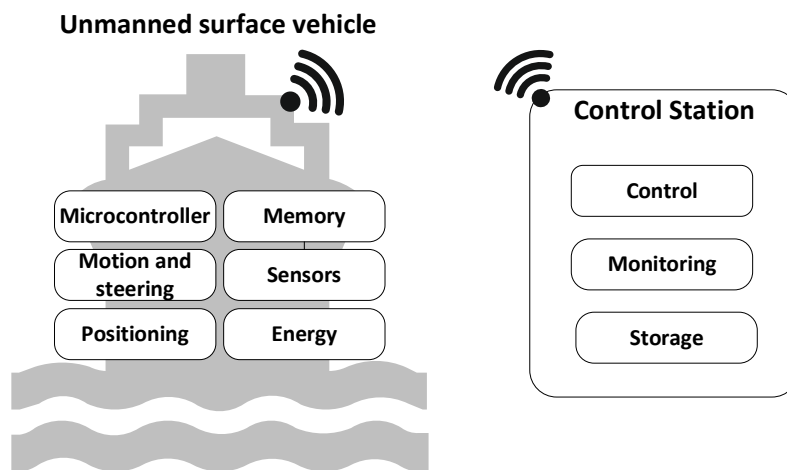 Unmanned surface vehicle
Microcontroller
Memory
Motion and
steering
Sensors
Positioning
Energy
Control Station
Control
Monitoring
Storage